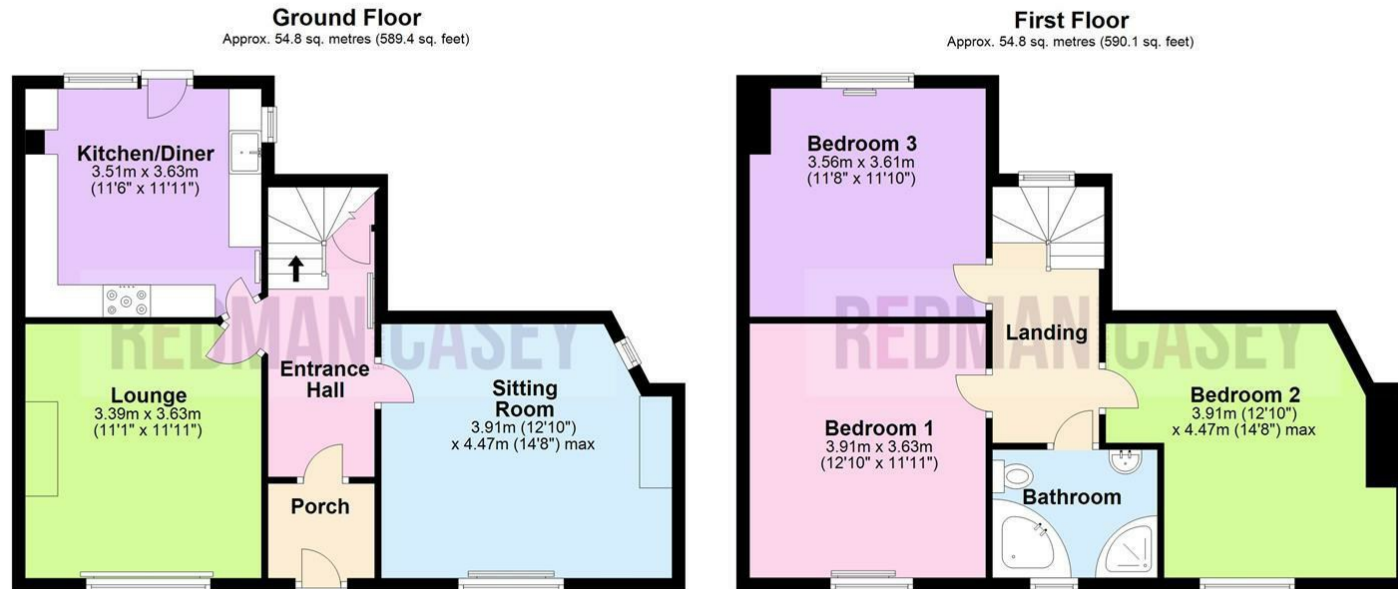 Ground Floor
Approx. 54.8 sq. metres (589.4 sq. feet)
Kitchen/Diner
3.51m x 3.63m
(11'6" x 11'11")
Lounge
3.39m x 3.63m
(11'1" x 11'11")
Entrance
Hall
Porch
Sitting
Room
3.91m (12'10")
x 4.47m (14'8") max
REDMAN CASEY
First Floor
Approx. 54.8 sq. metres (590.1 sq. feet)
Bedroom 3
3.56m x 3.61m
(11'8" x 11'10")
Landing
Bedroom 1
3.91m x 3.63m
(12'10" x 11'11")
Bedroom 2
3.91m (12'10")
x 4.47m (14'8") max
Bathroom
REDMAN CASEY